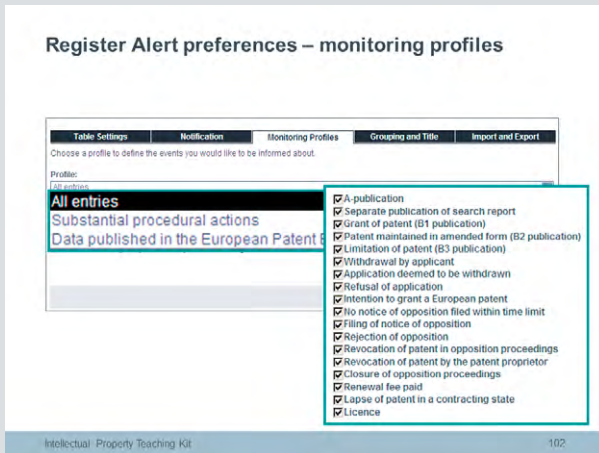 Register Alert preferences – monitoring profiles
Table Settings Notification Monitoring Profiles Grouping and Title Import and Export
Choose a profile to define the events you would like to be informed about.
Profile:
All entries
All entries
Substantial procedural actions
Data published in the European Patent
A-publication
Separate publication of search report
Grant of patent (B1 publication)
Patent maintained in amended form (B2 publication)
Limitation of patent (B3 publication)
Withdrawal by applicant
Application deemed to be withdrawn
Refusal of application
Intention to grant a European patent
No notice of opposition filed within time limit
Filing of notice of opposition
Rejection of opposition
Revocation of patent in opposition proceedings
Revocation of patent by the patent proprietor
Closure of opposition proceedings
Renewal fee paid
Lapse of patent in a contracting state
Licence
Intellectual Property Teaching Kit
102